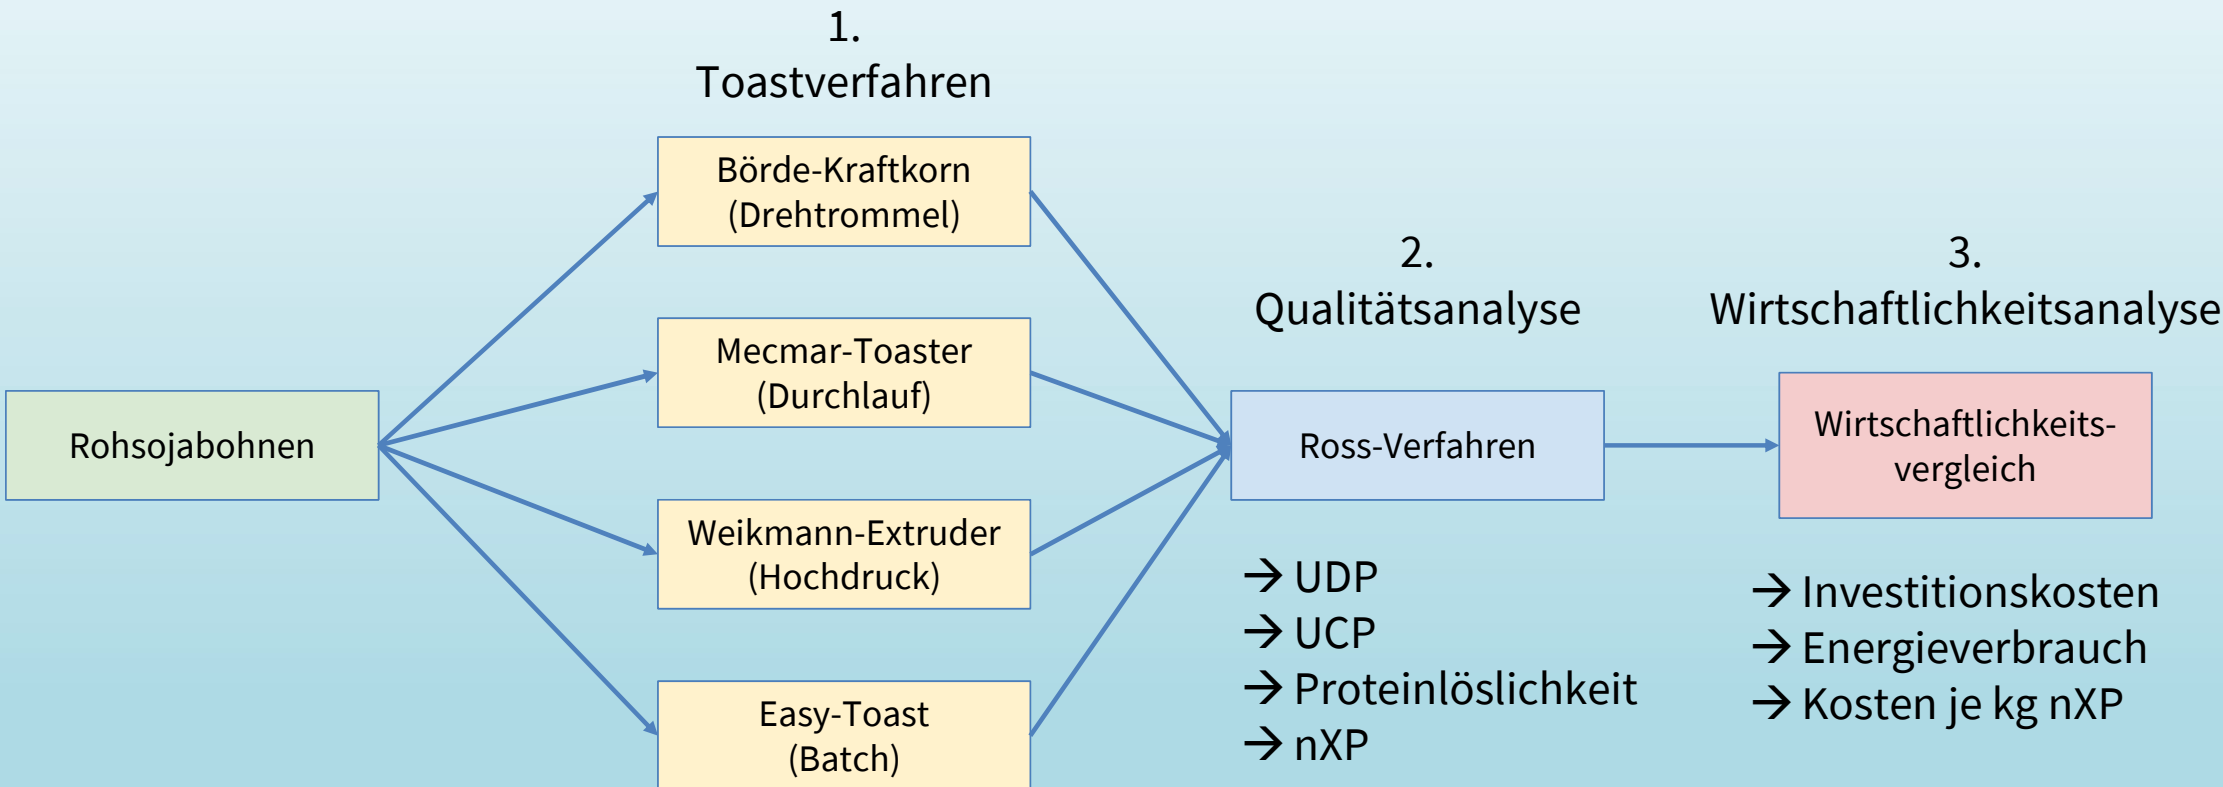 1.
Toastverfahren
Börde-Kraftkorn
(Drehtrommel)
Mecmar-Toaster
(Durchlauf)
Weikmann-Extruder
(Hochdruck)
Easy-Toast
(Batch)
Rohsojabohnen
2.
Qualitätsanalyse
Ross-Verfahren
→ UDP
→ UCP
→ Proteinlöslichkeit
→ nXP
3.
Wirtschaftlichkeitsanalyse
Wirtschaftlichkeits-
vergleich
→ Investitionskosten
→ Energieverbrauch
→ Kosten je kg nXP